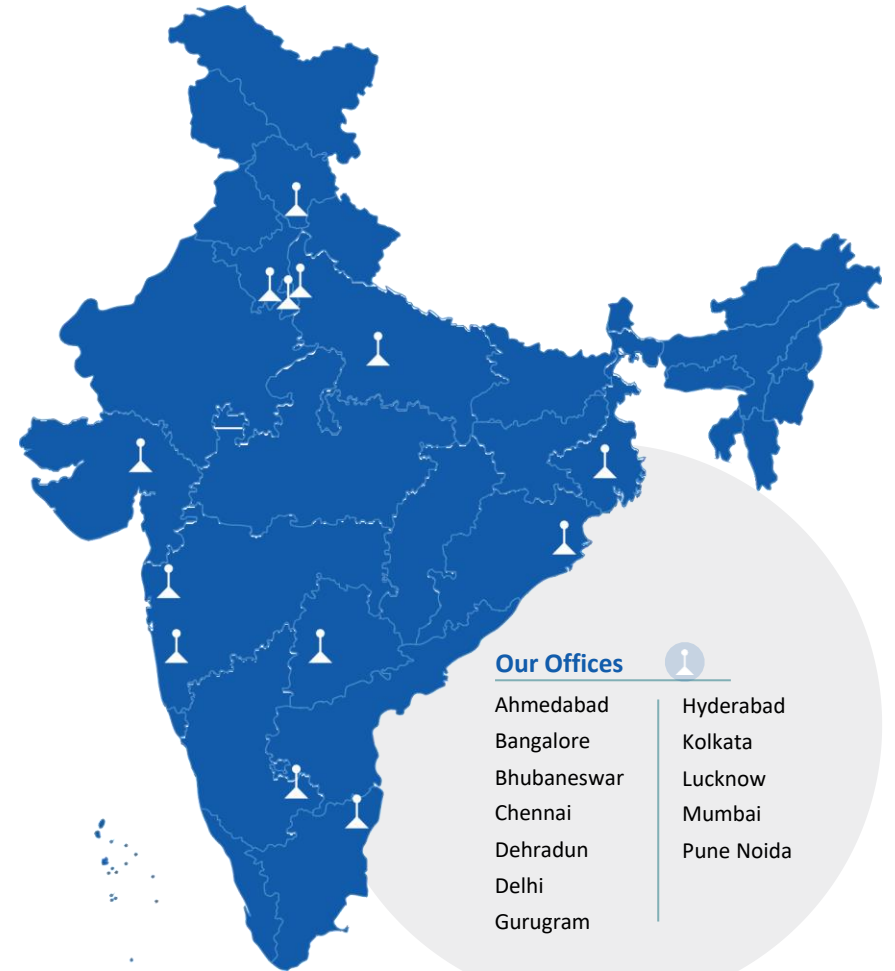 Our Offices
Ahmedabad
Bangalore
Bhubaneswar
Chennai
Dehradun
Delhi
Gurugram
Hyderabad
Kolkata
Lucknow
Mumbai
Pune Noida